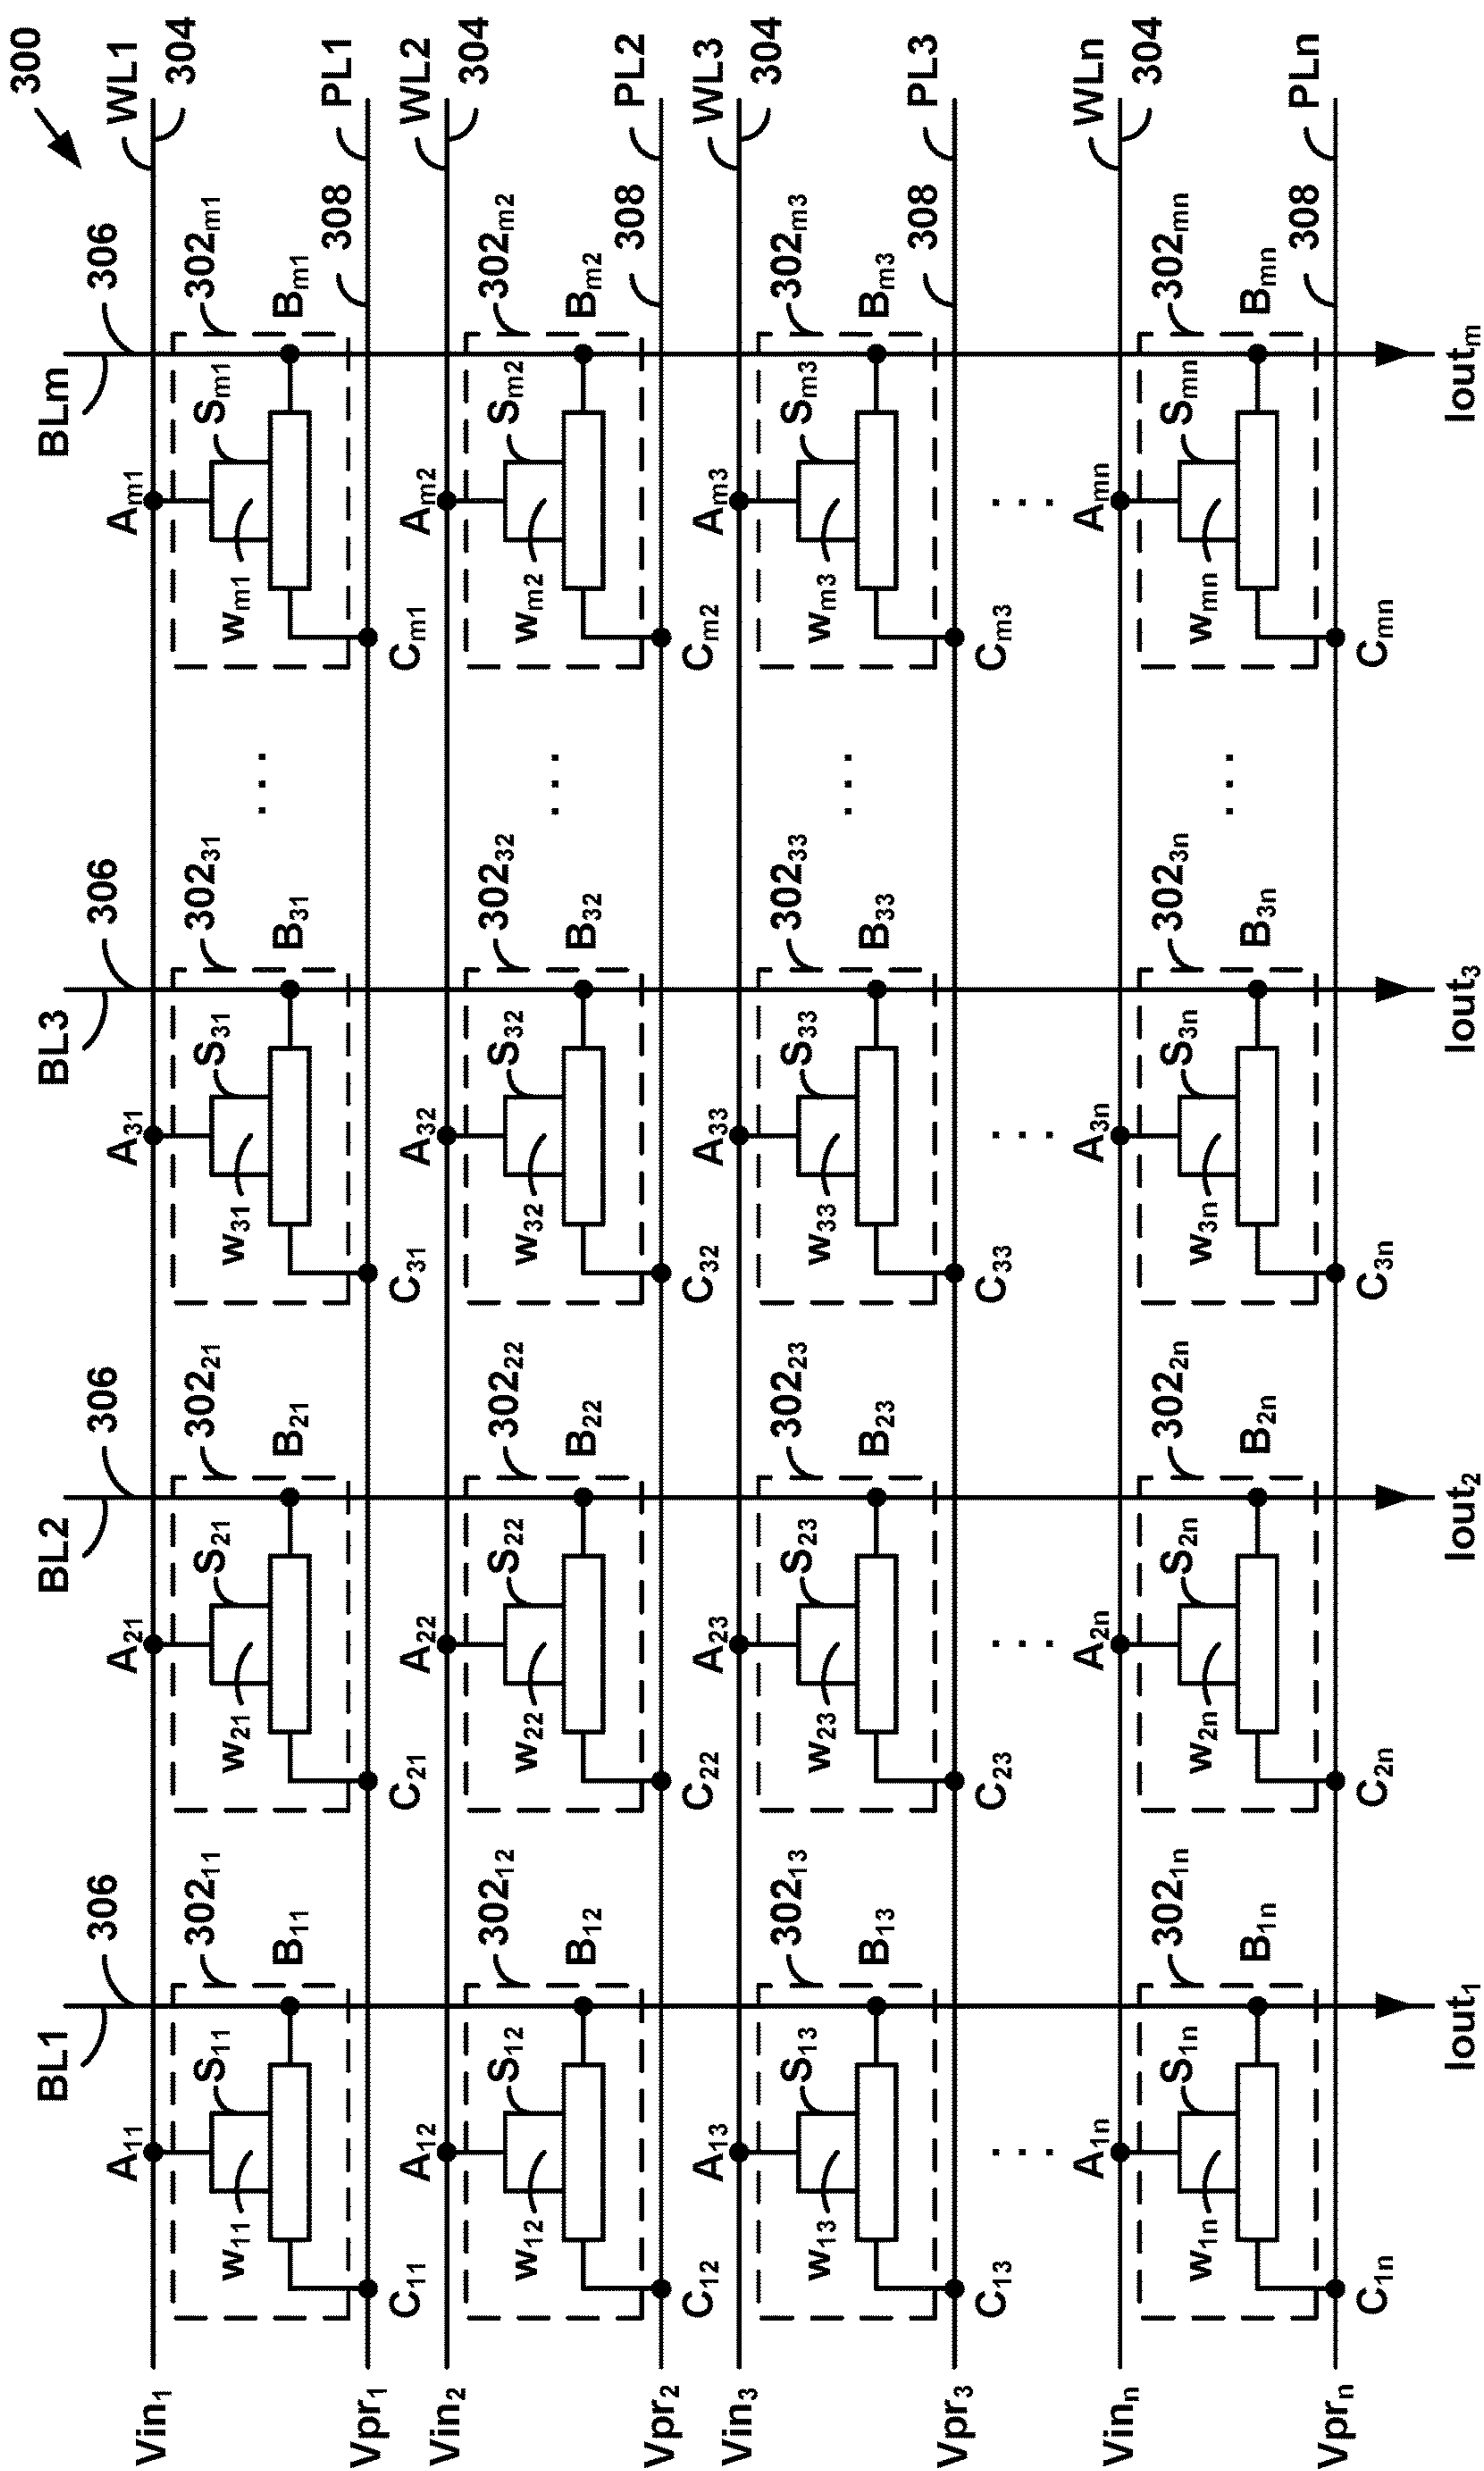 300
BL1 306 BL2 306 BL3 306 BLm 306
WL1
304
Vin₁ A₁₁ A₂₁ A₃₁ Aₘ₁
S₁₁ 302₁₁ S₂₁ 302₂₁ S₃₁ 302₃₁ Sₘ₁ 302ₘ₁
w₁₁ B₁₁ w₂₁ B₂₁ w₃₁ B₃₁ . . . wₘ₁ Bₘ₁
Vpr₁ 308 PL1
C₁₁ C₂₁ C₃₁ Cₘ₁
WL2
304
Vin₂ A₁₂ A₂₂ A₃₂ Aₘ₂
S₁₂ 302₁₂ S₂₂ 302₂₂ S₃₂ 302₃₂ Sₘ₂ 302ₘ₂
w₁₂ B₁₂ w₂₂ B₂₂ w₃₂ B₃₂ . . . wₘ₂ Bₘ₂
Vpr₂ 308 PL2
C₁₂ C₂₂ C₃₂ Cₘ₂
WL3
304
Vin₃ A₁₃ A₂₃ A₃₃ Aₘ₃
S₁₃ 302₁₃ S₂₃ 302₂₃ S₃₃ 302₃₃ Sₘ₃ 302ₘ₃
w₁₃ B₁₃ w₂₃ B₂₃ w₃₃ B₃₃ . . . wₘ₃ Bₘ₃
Vpr₃ 308 PL3
C₁₃ C₂₃ C₃₃ Cₘ₃
. . . . . . . . . . . .
WLn
304
Vinₙ A₁ₙ A₂ₙ A₃ₙ Aₘₙ
S₁ₙ 302₁ₙ S₂ₙ 302₂ₙ S₃ₙ 302₃ₙ Sₘₙ 302ₘₙ
w₁ₙ B₁ₙ w₂ₙ B₂ₙ w₃ₙ B₃ₙ . . . wₘₙ Bₘₙ
Vprₙ 308 PLn
C₁ₙ C₂ₙ C₃ₙ Cₘₙ
Iout₁ Iout₂ Iout₃ Ioutₘ